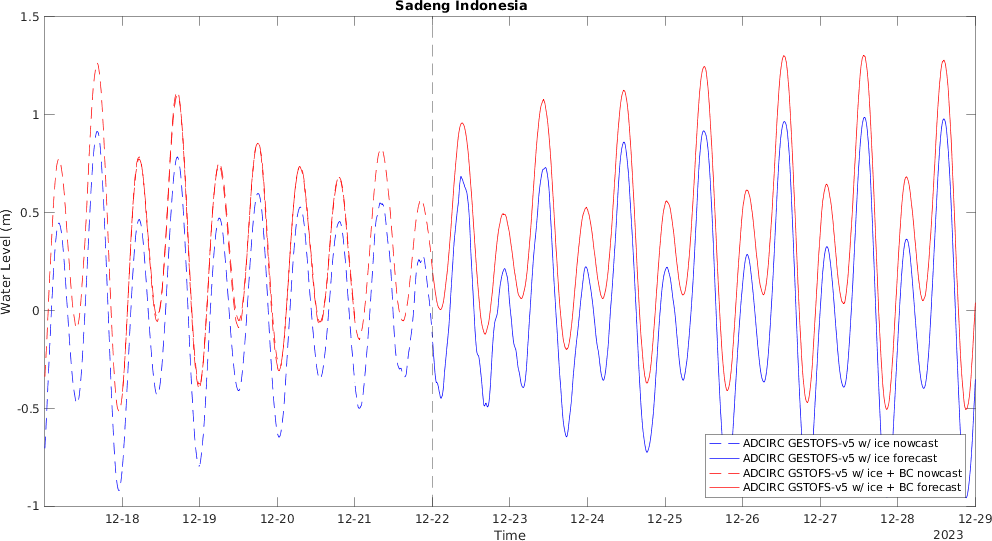 Sadeng Indonesia
Water Level (m)
1.5
1
0.5
0
-0.5
-1
ADCIRC GESTOFS-v5 w/ ice nowcast
ADCIRC GESTOFS-v5 w/ ice forecast
ADCIRC GSTOFS-v5 w/ ice + BC nowcast
ADCIRC GSTOFS-v5 w/ ice + BC forecast
12-18 12-19 12-20 12-21 12-22 12-23 12-24 12-25 12-26 12-27 12-28 12-29
Time
2023